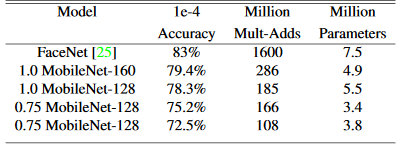 Model 1e-4 Million Million
Accuracy Mult-Adds Parameters
FaceNet [25] 83% 1600 7.5
1.0 MobileNet-160 79.4% 286 4.9
1.0 MobileNet-128 78.3% 185 5.5
0.75 MobileNet-128 75.2% 166 3.4
0.75 MobileNet-128 72.5% 108 3.8